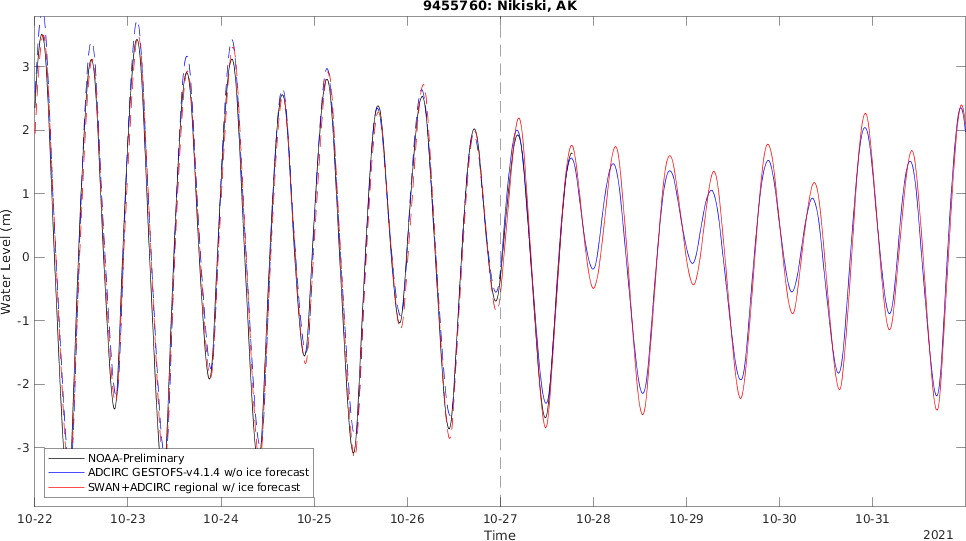 9455760: Nikiski, AK
3
2
1
0
-1
-2
-3
Water Level (m)
NOAA-Preliminary
ADCIRC GESTOFS-v4.1.4 w/o ice forecast
SWAN+ADCIRC regional w/ ice forecast
10-22 10-23 10-24 10-25 10-26 10-27 10-28 10-29 10-30 10-31
Time
2021